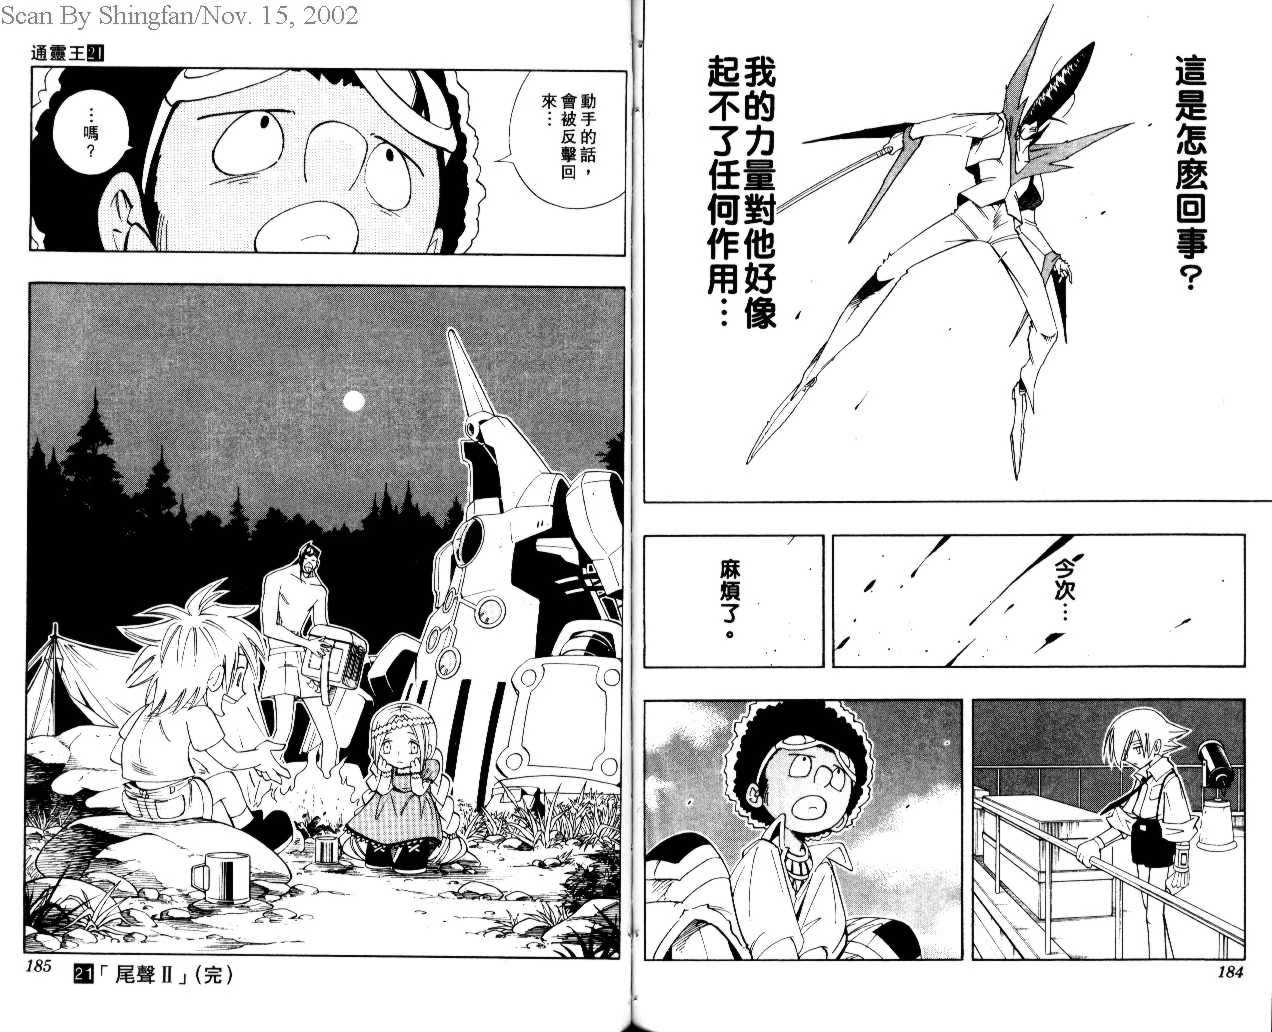 Scan By Shingfan/Nov. 15, 2002
通靈王21
這是怎麼回事？
我的力量對他好像
起不了任何作用…
今次…
麻煩了。
184
動手的話，
會被反擊回
來…
…嗎？
185
21「尾聲Ⅱ」（完）